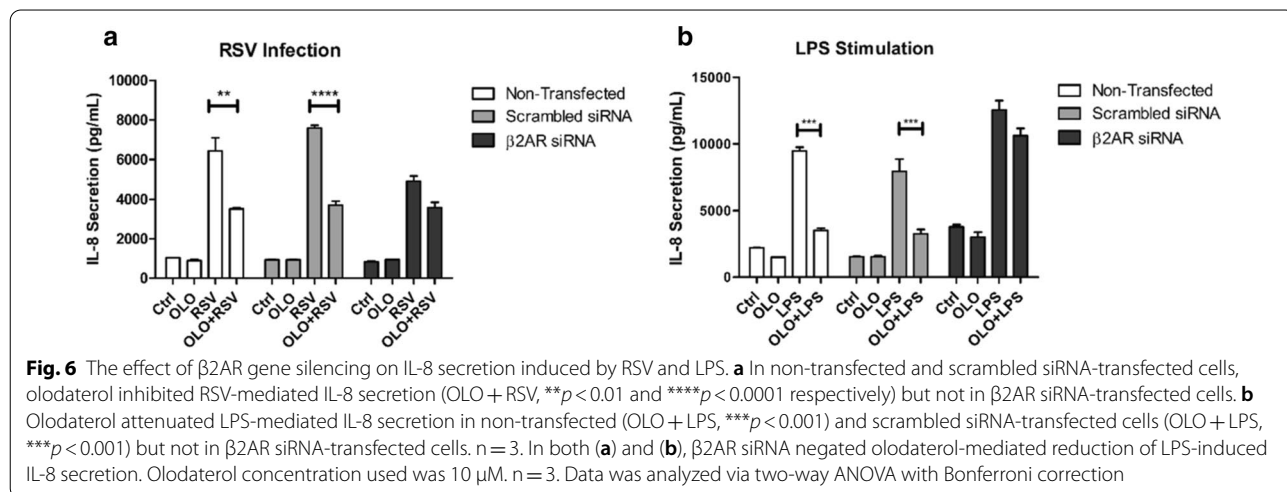 a
RSV Infection
IL-8 Secretion (pg/mL)
10000
8000
6000
4000
2000
0
**
****
Non-Transfected
Scrambled siRNA
β2AR siRNA
Ctrl OLO RSV OLO+RSV Ctrl OLO RSV OLO+RSV Ctrl OLO RSV OLO+RSV
b
LPS Stimulation
IL-8 Secretion (pg/mL)
15000
10000
5000
0
***
***
Non-Transfected
Scrambled siRNA
β2AR siRNA
Ctrl OLO LPS OLO+LPS Ctrl OLO LPS OLO+LPS Ctrl OLO LPS OLO+LPS
Fig. 6 The effect of β2AR gene silencing on IL-8 secretion induced by RSV and LPS. a In non-transfected and scrambled siRNA-transfected cells,
olodaterol inhibited RSV-mediated IL-8 secretion (OLO + RSV, **p < 0.01 and ****p < 0.0001 respectively) but not in β2AR siRNA-transfected cells. b
Olodaterol attenuated LPS-mediated IL-8 secretion in non-transfected (OLO + LPS, ***p < 0.001) and scrambled siRNA-transfected cells (OLO + LPS,
***p < 0.001) but not in β2AR siRNA-transfected cells. n = 3. In both (a) and (b), β2AR siRNA negated olodaterol-mediated reduction of LPS-induced
IL-8 secretion. Olodaterol concentration used was 10 μM. n = 3. Data was analyzed via two-way ANOVA with Bonferroni correction